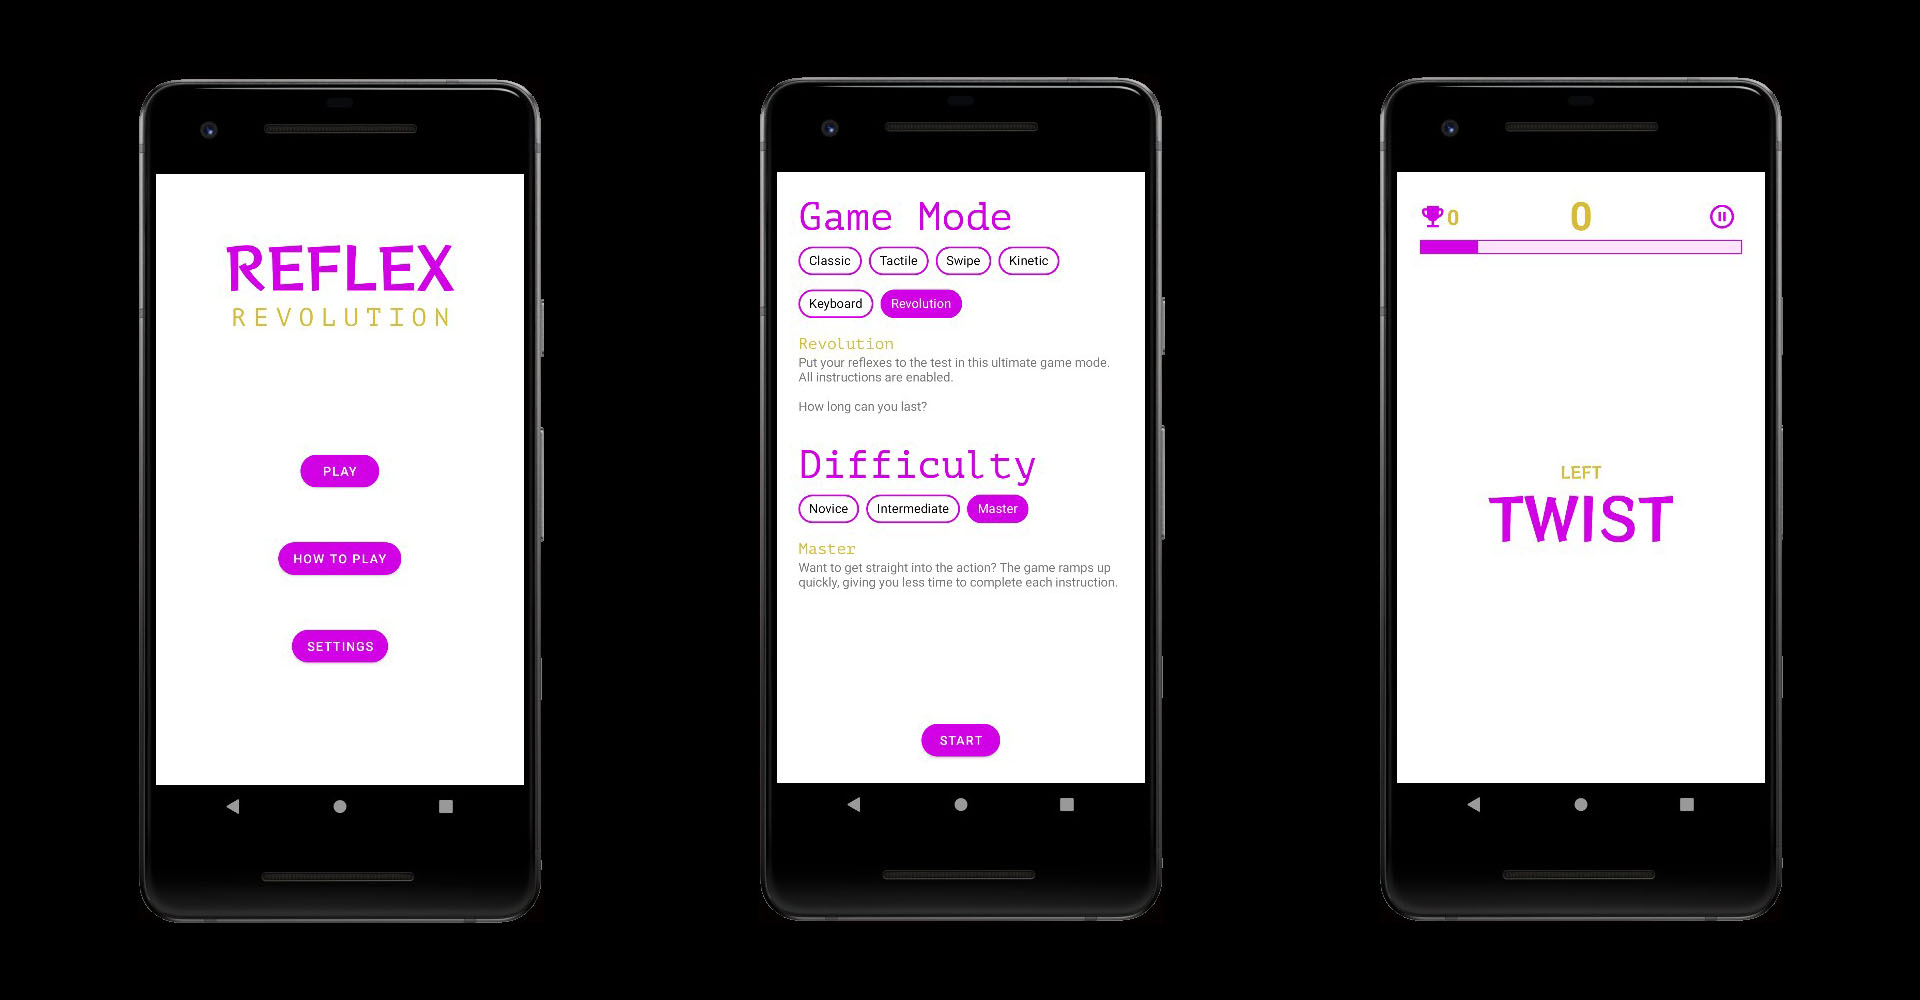 REFLEX
REVOLUTION
PLAY
HOW TO PLAY
SETTINGS
Game Mode
Classic Tactile Swipe Kinetic
Keyboard Revolution
Revolution
Put your reflexes to the test in this ultimate game mode.
All instructions are enabled.
How long can you last?
Difficulty
Novice Intermediate Master
Master
Want to get straight into the action? The game ramps up
quickly, giving you less time to complete each instruction.
START
0 0
LEFT
TWIST